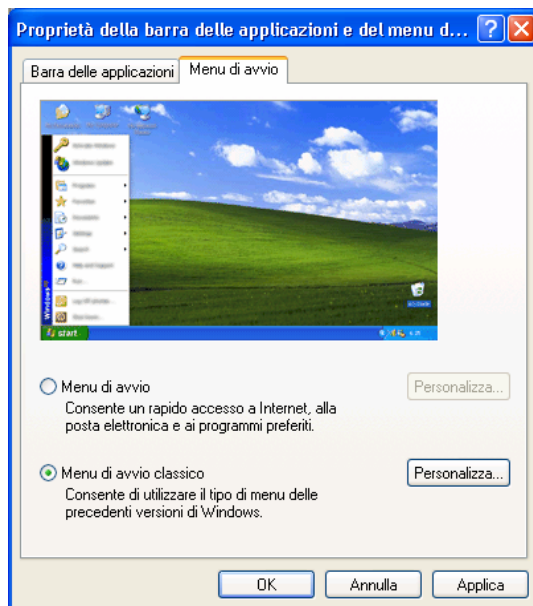 Proprietà della barra delle applicazioni e del menu d...
Barra delle applicazioni
Menu di avvio
Windows
start
Menu di avvio
Personalizza...
Consente un rapido accesso a Internet, alla
posta elettronica e ai programmi preferiti.
Menu di avvio classico
Personalizza...
Consente di utilizzare il tipo di menu delle
precedenti versioni di Windows.
OK
Annulla
Applica